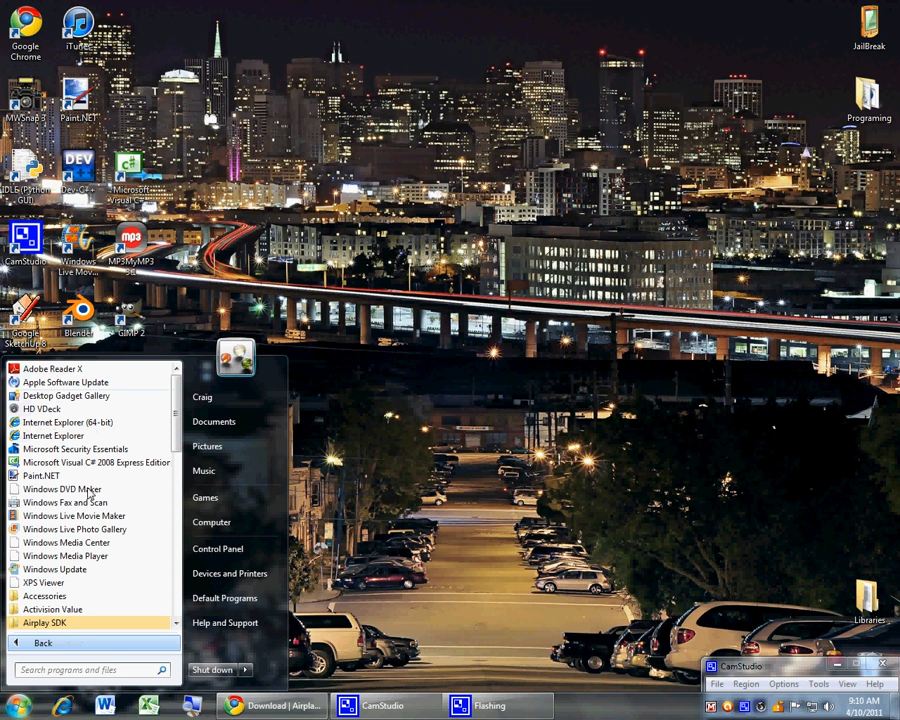 Google Chrome
iTunes
MWSnap 3
Paint.NET
IDLE (Python GUI)
Dev-C++
Microsoft Visual C...
CamStudio
Windows Live Mov...
MP3MyMP3
Google SketchUp 8
Blender
GIMP 2
JailBreak
Programing
Libraries
Adobe Reader X
Apple Software Update
Desktop Gadget Gallery
HD VDeck
Internet Explorer (64-bit)
Internet Explorer
Microsoft Security Essentials
Microsoft Visual C# 2008 Express Edition
Paint.NET
Windows DVD Maker
Windows Fax and Scan
Windows Live Movie Maker
Windows Live Photo Gallery
Windows Media Center
Windows Media Player
Windows Update
XPS Viewer
Accessories
Activision Value
Airplay SDK
Back
Search programs and files
Craig
Documents
Pictures
Music
Games
Computer
Control Panel
Devices and Printers
Default Programs
Help and Support
Shut down
CamStudio
File Region Options Tools View Help
Download | Airpla...
CamStudio
Flashing
9:10 AM
4/10/2011